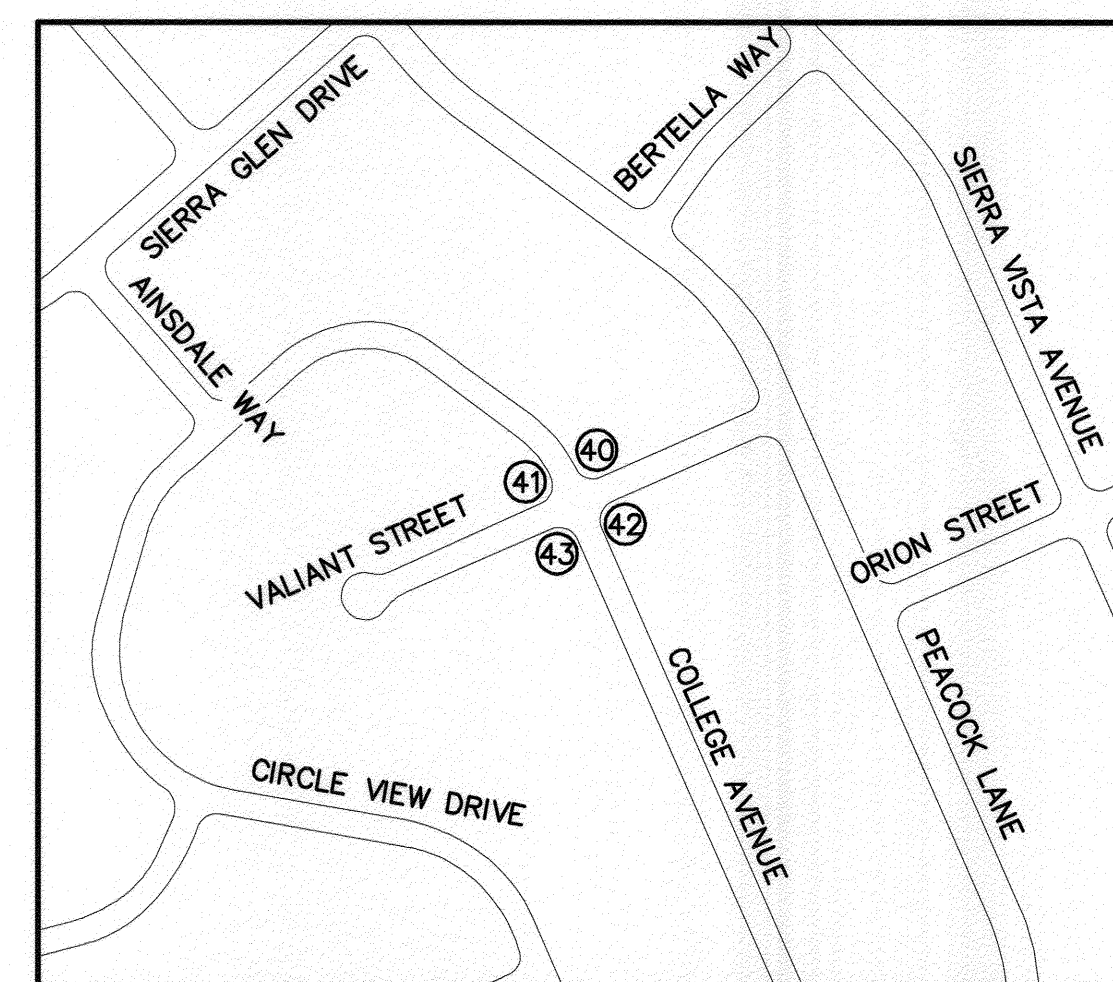 BERTELLA WAY
SIERRA GLEN DRIVE
SIERRA VISTA AVENUE
AINSDALE WAY
40
41
42
43
VALIANT STREET
ORION STREET
PEACOCK LANE
COLLEGE AVENUE
CIRCLE VIEW DRIVE